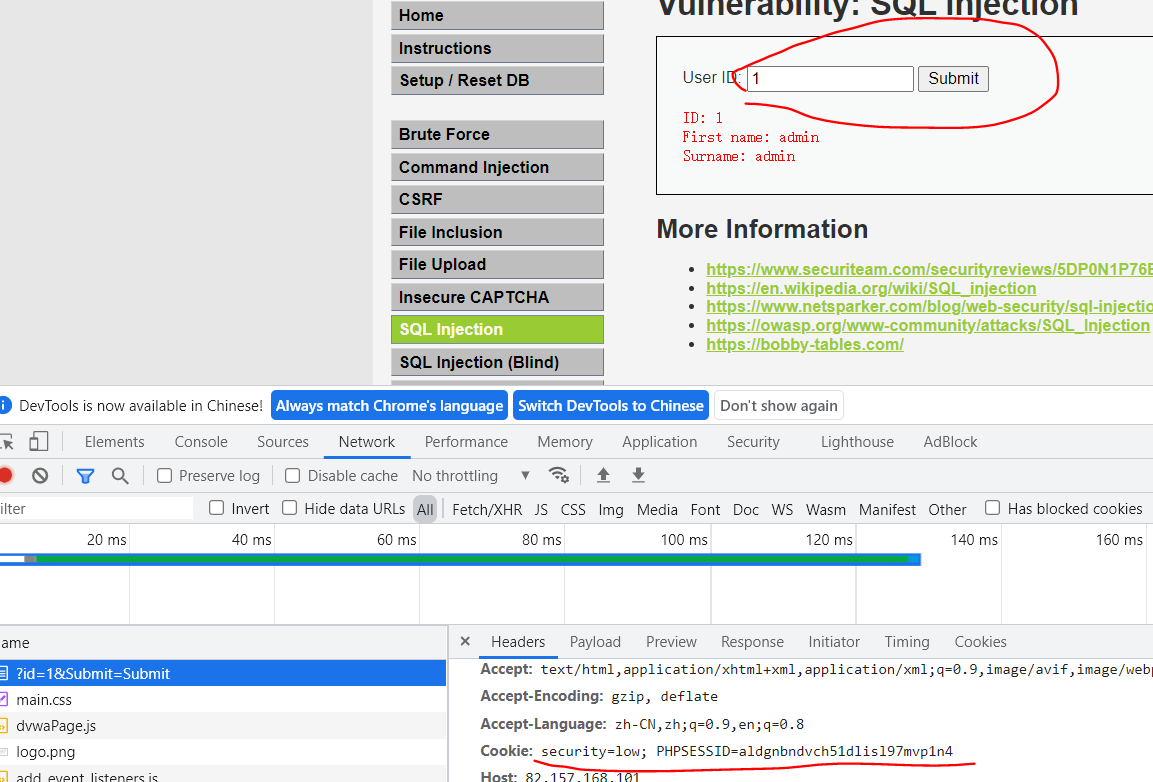 Home
Instructions
Setup / Reset DB
Brute Force
Command Injection
CSRF
File Inclusion
File Upload
Insecure CAPTCHA
SQL Injection
SQL Injection (Blind)
Vulnerability: SQL Injection
User ID: 1 Submit
ID: 1
First name: admin
Surname: admin
More Information
https://www.securiteam.com/securityreviews/5DP0N1P76E
https://en.wikipedia.org/wiki/SQL_injection
https://www.netsparker.com/blog/web-security/sql-injectio
https://owasp.org/www-community/attacks/SQL_Injection
https://bobby-tables.com/
DevTools is now available in Chinese! Always match Chrome's language Switch DevTools to Chinese Don't show again
Elements Console Sources Network Performance Memory Application Security Lighthouse AdBlock
Preserve log Disable cache No throttling
ilter Invert Hide data URLs All Fetch/XHR JS CSS Img Media Font Doc WS Wasm Manifest Other Has blocked cookies
20 ms 40 ms 60 ms 80 ms 100 ms 120 ms 140 ms 160 ms
ame
?id=1&Submit=Submit
main.css
dvwaPage.js
logo.png
add_event_listeners.js
Headers Payload Preview Response Initiator Timing Cookies
Accept: text/html,application/xhtml+xml,application/xml;q=0.9,image/avif,image/webp
Accept-Encoding: gzip, deflate
Accept-Language: zh-CN,zh;q=0.9,en;q=0.8
Cookie: security=low; PHPSESSID=aldgnbndvch51dlisl97mvp1n4
Host: 82.157.168.101